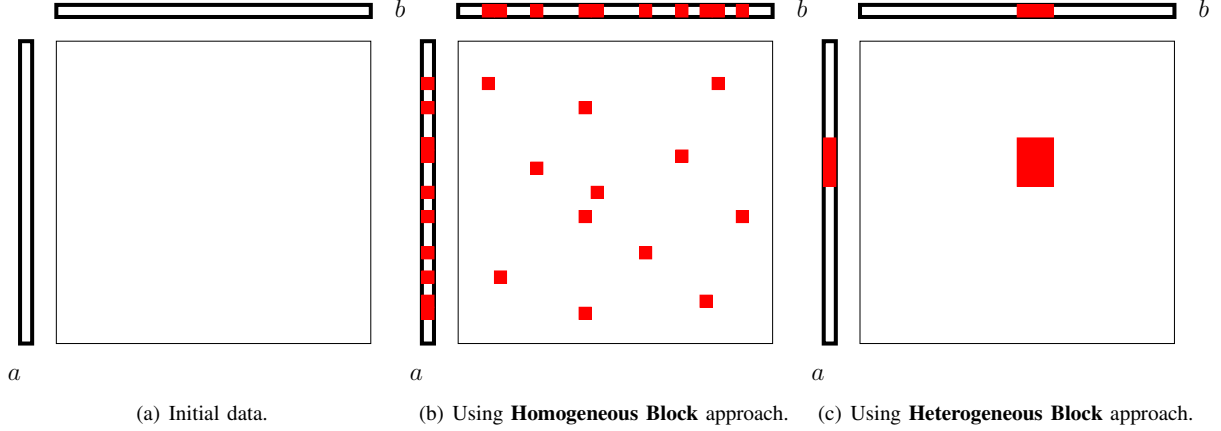 b
b
b
a
a
a
(a) Initial data.
(b) Using Homogeneous Block approach.
(c) Using Heterogeneous Block approach.